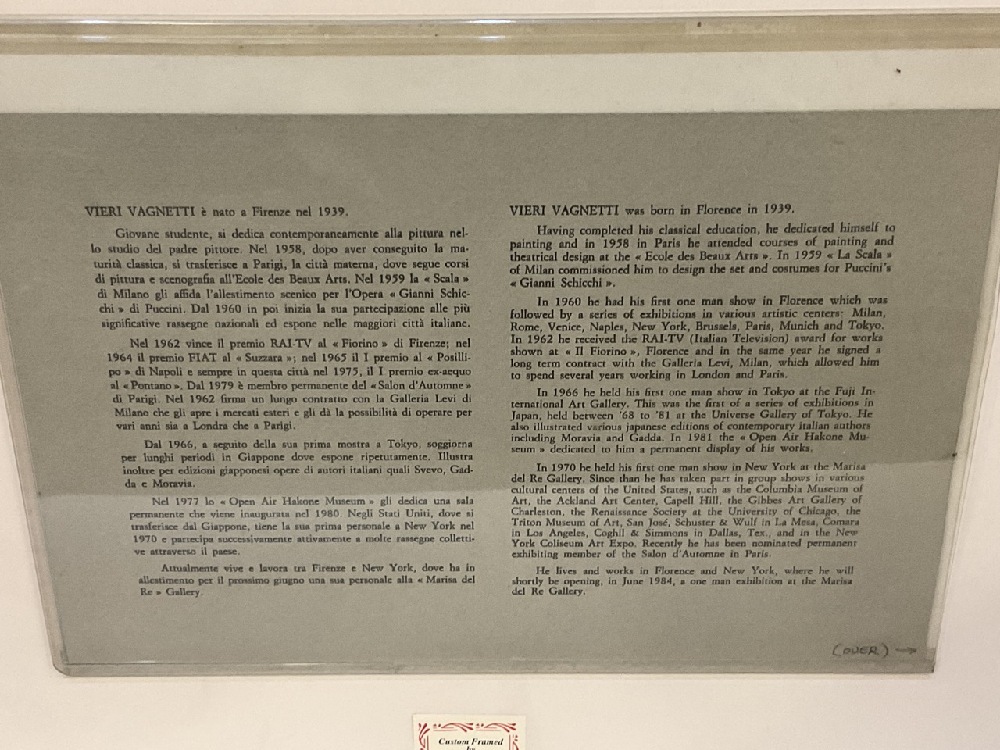 VIERI VAGNETTI è nato a Firenze nel 1939.
Giovane studente, si dedica contemporaneamente alla pittura nel-
lo studio del padre pittore. Nel 1958, dopo aver conseguito la ma-
turità classica, si trasferisce a Parigi, la città materna, dove segue corsi
di pittura e scenografia all'Ecole des Beaux Arts. Nel 1959 la « Scala »
di Milano gli affida l'allestimento scenico per l'Opera « Gianni Schic-
chi » di Puccini. Dal 1960 in poi inizia la sua partecipazione alle più
significative rassegne nazionali ed espone nelle maggiori città italiane.
Nel 1962 vince il premio RAI-TV al « Fiorino » di Firenze; nel
1964 il premio FIAT al « Suzzara »; nel 1965 il I premio al « Posilli-
po » di Napoli e sempre in questa città nel 1975, il I premio ex-aequo
al « Pontano ». Dal 1979 è membro permanente del « Salon d'Automne »
di Parigi. Nel 1962 firma un lungo contratto con la Galleria Levi di
Milano che gli apre i mercati esteri e gli dà la possibilità di operare per
vari anni sia a Londra che a Parigi.
Dal 1966, a seguito della sua prima mostra a Tokyo, soggiorna
per lunghi periodi in Giappone dove espone ripetutamente. Illustra
inoltre per edizioni giapponesi opere di autori italiani quali Svevo, Gad-
da e Moravia.
Nel 1977 lo « Open Air Hakone Museum » gli dedica una sala
permanente che viene inaugurata nel 1980. Negli Stati Uniti, dove si
trasferisce dal Giappone, tiene la sua prima personale a New York nel
1970 e partecipa successivamente attivamente a molte rassegne colletti-
ve attraverso il paese.
Attualmente vive e lavora tra Firenze e New York, dove ha in
allestimento per il prossimo giugno una sua personale alla « Marisa del
Re » Gallery.
VIERI VAGNETTI was born in Florence in 1939.
Having completed his classical education, he dedicated himself to
painting and in 1958 in Paris he attended courses of painting and
theatrical design at the « Ecole des Beaux Arts ». In 1959 « La Scala »
of Milan commissioned him to design the set and costumes for Puccini's
« Gianni Schicchi ».
In 1960 he had his first one man show in Florence which was
followed by a series of exhibitions in various artistic centers: Milan,
Rome, Venice, Naples, New York, Brussels, Paris, Munich and Tokyo.
In 1962 he received the RAI-TV (Italian Television) award for works
shown at « Il Fiorino », Florence and in the same year he signed a
long term contract with the Galleria Levi, Milan, which allowed him
to spend several years working in London and Paris.
In 1966 he held his first one man show in Tokyo at the Fuji In-
ternational Art Gallery. This was the first of a series of exhibitions in
Japan, held between '68 to '81 at the Universe Gallery of Tokyo. He
also illustrated various japanese editions of contemporary italian authors
including Moravia and Gadda. In 1981 the « Open Air Hakone Mu-
seum » dedicated to him a permanent display of his works.
In 1970 he held his first one man show in New York at the Marisa
del Re Gallery. Since than he has taken part in group shows in various
cultural centers of the United States, such as the Columbia Museum of
Art, the Ackland Art Center, Capell Hill, the Gibbes Art Gallery of
Charleston, the Renaissance Society at the University of Chicago, the
Triton Museum of Art, San José, Schuster & Wulf in La Mesa, Comara
in Los Angeles, Coghil & Simmons in Dallas, Tex., and in the New
York Coliseum Art Expo. Recently he has been nominated permanent
exhibiting member of the Salon d'Automne in Paris.
He lives and works in Florence and New York, where he will
shortly be opening, in June 1984, a one man exhibition at the Marisa
del Re Gallery.
(OVER) →
Custom Framed
by